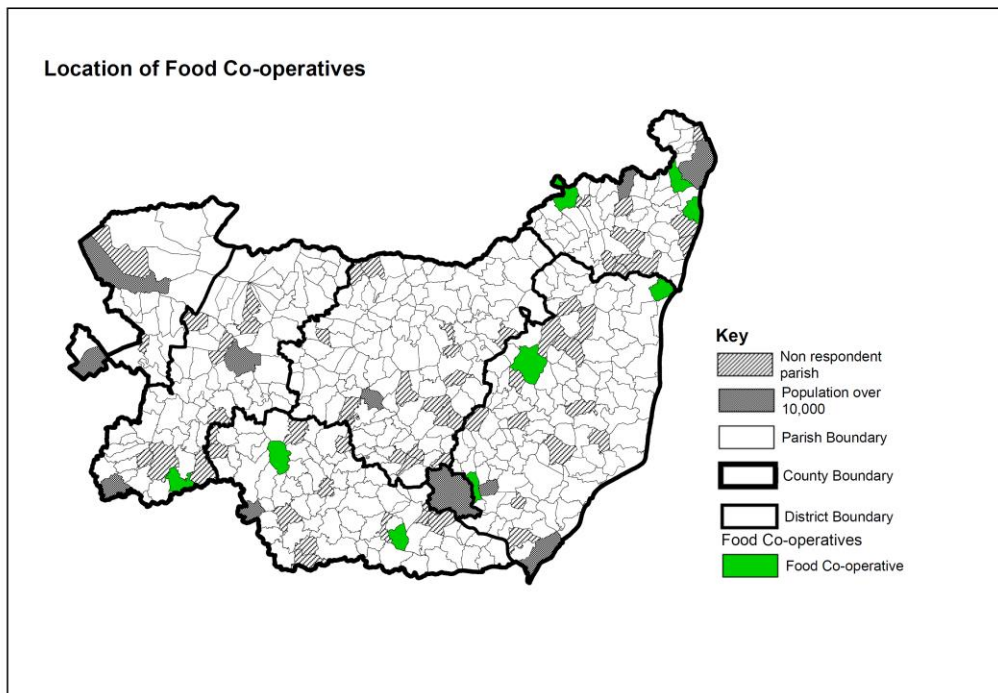 Location of Food Co-operatives
Key
Non respondent
parish
Population over
10,000
Parish Boundary
County Boundary
District Boundary
Food Co-operatives
Food Co-operative